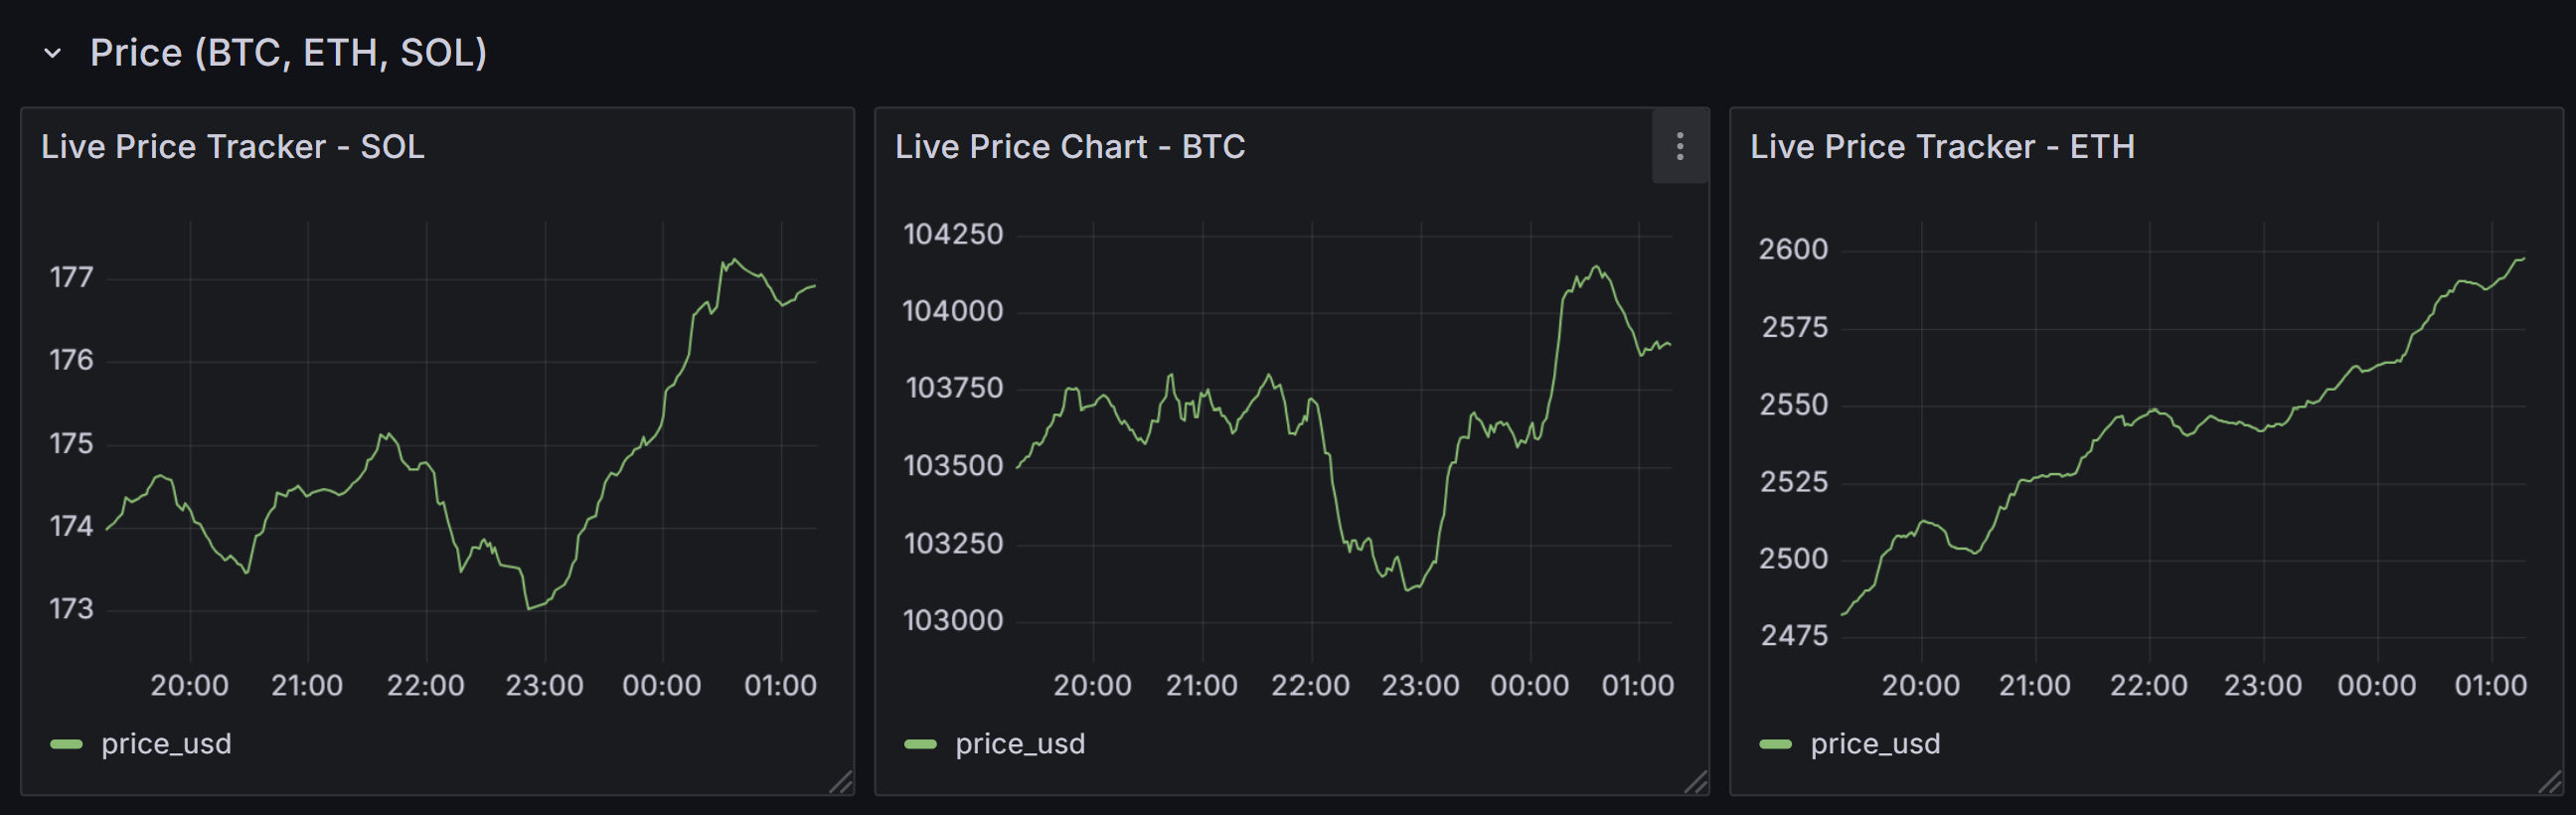 Price (BTC, ETH, SOL)
Live Price Tracker - SOL
177
176
175
174
173
20:00 21:00 22:00 23:00 00:00 01:00
price_usd
Live Price Chart - BTC
104250
104000
103750
103500
103250
103000
20:00 21:00 22:00 23:00 00:00 01:00
price_usd
Live Price Tracker - ETH
2600
2575
2550
2525
2500
2475
20:00 21:00 22:00 23:00 00:00 01:00
price_usd